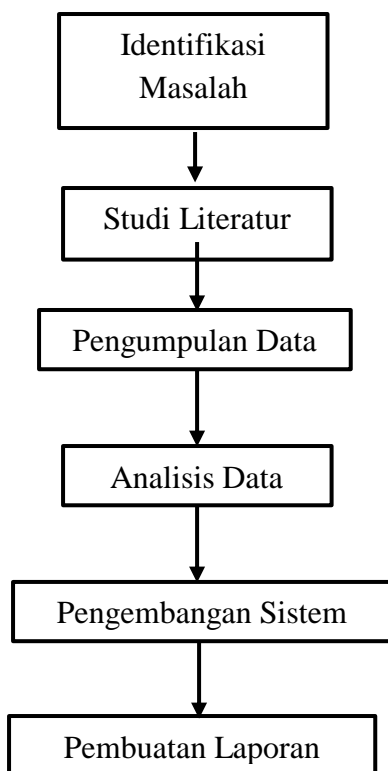 Identifikasi
Masalah
Studi Literatur
Pengumpulan Data
Analisis Data
Pengembangan Sistem
Pembuatan Laporan